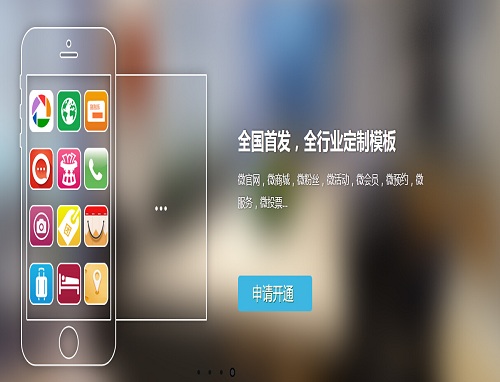 全国首发，全行业定制模板
微官网，微商城，微粉丝，微活动，微会员，微预约，微
服务，微投票...
申请开通